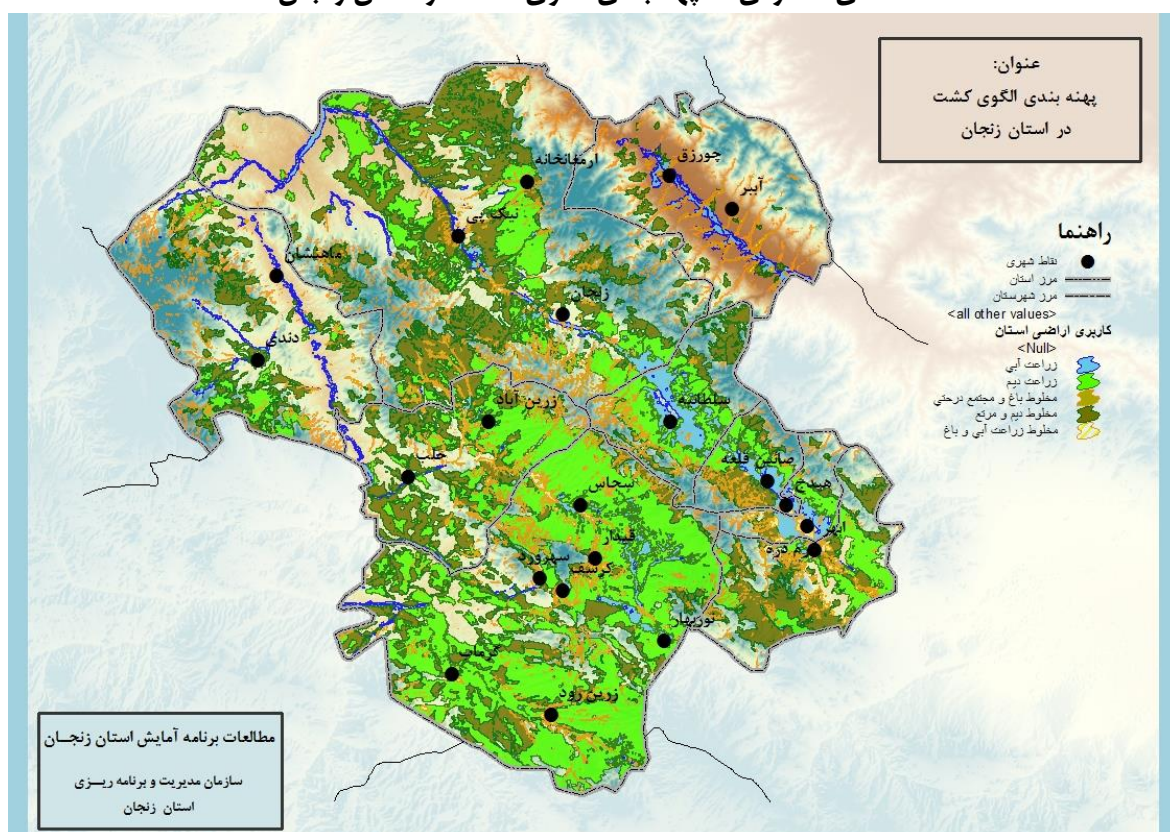 عنوان:
پهنه بندی الگوی کشت
در استان زنجان
راهنما
نقاط شهری
مرز استان
مرز شهرستان
<all other values>
کاربری اراضی استان
<Null>
زراعت آبی
زراعت دیم
مخلوط باغ و مجتمع درختی
مخلوط دیم و مرتع
مخلوط زراعت آبی و باغ
چورزق
آببر
ارمغانخانه
نیک پی
ماهنشان
زنجان
دندی
زرین آباد
سلطانیه
حلب
صائین قلعه
هیدج
سجاس
ابهر
قیدار
سهرورد
کرسف
نوربهار
گرماب
زرین رود
مطالعات برنامه آمایش استان زنجــان
سازمان مدیریت و برنامه ریــزی
استان زنجان